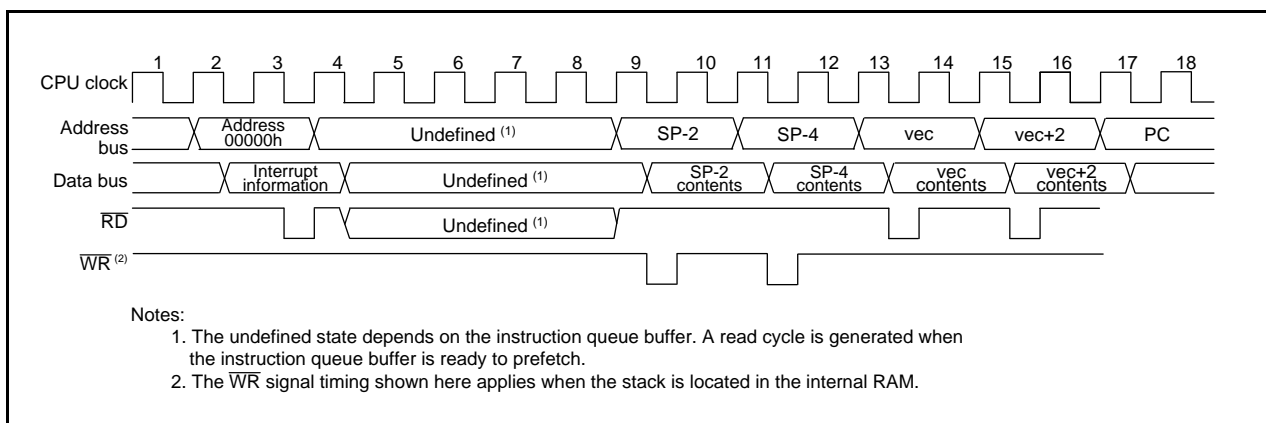 1 2 3 4 5 6 7 8 9 10 11 12 13 14 15 16 17 18
CPU clock
Address bus
Address 00000h
Undefined (1)
SP-2
SP-4
vec
vec+2
PC
Data bus
Interrupt information
Undefined (1)
SP-2 contents
SP-4 contents
vec contents
vec+2 contents
RD
Undefined (1)
WR (2)
Notes:
1. The undefined state depends on the instruction queue buffer. A read cycle is generated when
the instruction queue buffer is ready to prefetch.
2. The WR signal timing shown here applies when the stack is located in the internal RAM.